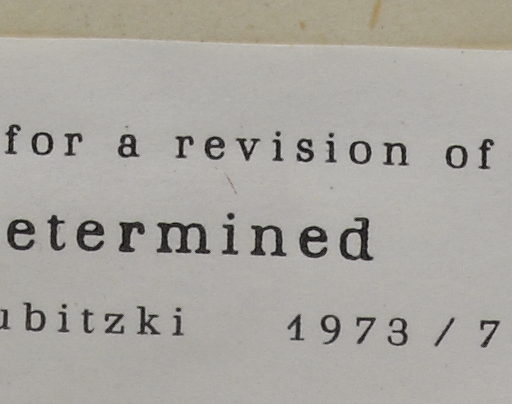 for a revision of
etermined
ubitzki 1973 / 7